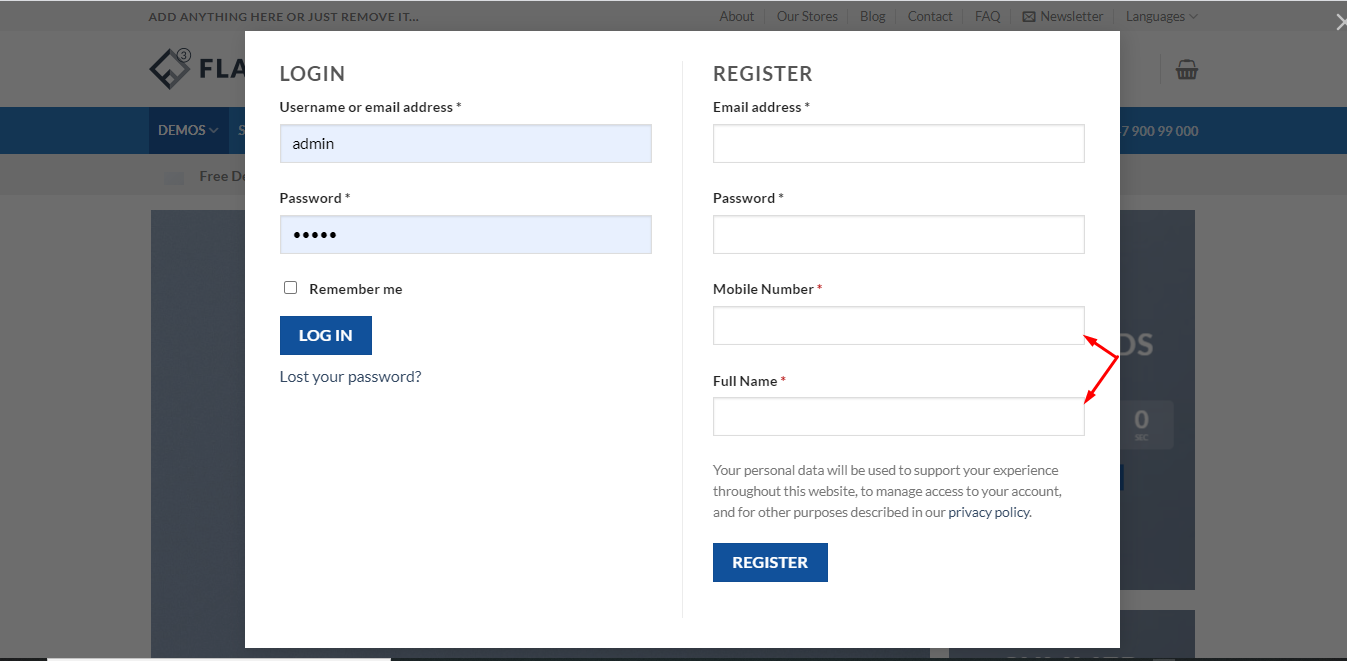 ADD ANYTHING HERE OR JUST REMOVE IT...
About
Our Stores
Blog
Contact
FAQ
Newsletter
Languages
3
DEMOS
7 900 99 000
LOGIN
Username or email address *
admin
Password *
•••••
Remember me
LOG IN
Lost your password?
REGISTER
Email address *
Password *
Mobile Number *
Full Name *
Your personal data will be used to support your experience
throughout this website, to manage access to your account,
and for other purposes described in our privacy policy.
REGISTER
Free
0
SEC